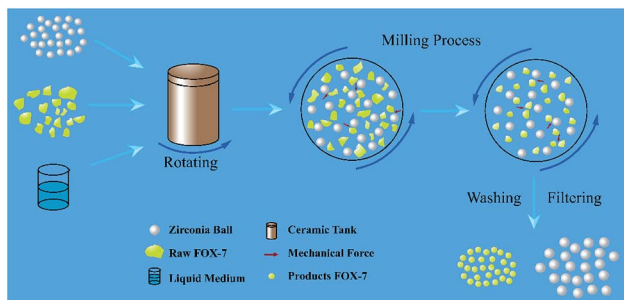 Milling Process
Rotating
Washing Filtering
Zirconia Ball
Ceramic Tank
Raw FOX-7
Mechanical Force
Liquid Medium
Products FOX-7